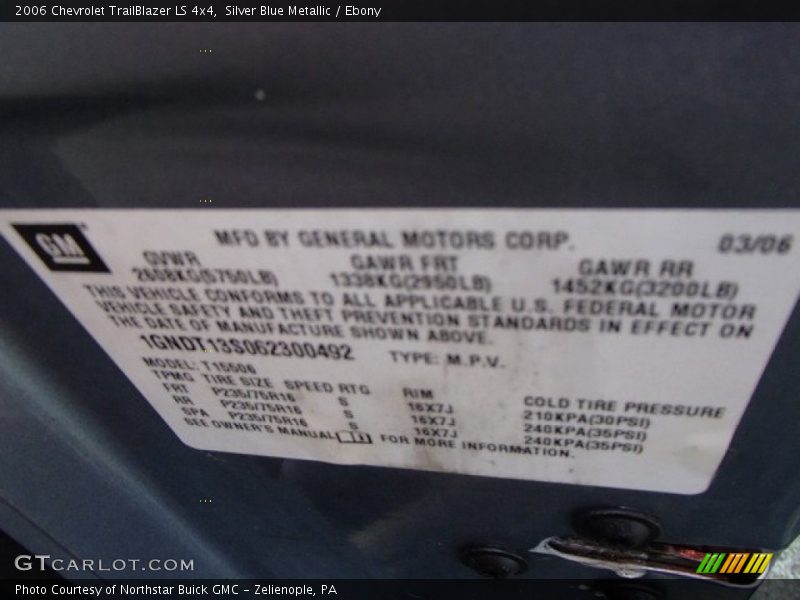 2006 Chevrolet TrailBlazer LS 4x4,  Silver Blue Metallic / Ebony
GM
MFD BY GENERAL MOTORS CORP. 03/06
GVWR GAWR FRT GAWR RR
2608KG(5750LB) 1338KG(2950LB) 1452KG(3200LB)
THIS VEHICLE CONFORMS TO ALL APPLICABLE U.S. FEDERAL MOTOR
VEHICLE SAFETY AND THEFT PREVENTION STANDARDS IN EFFECT ON
THE DATE OF MANUFACTURE SHOWN ABOVE.
1GNDT13S062300492 TYPE: M.P.V.
MODEL: T15506
TPMG TIRE SIZE SPEED RTG RIM COLD TIRE PRESSURE
FRT P235/75R16 S 16X7J 210KPA(30PSI)
RR P235/75R16 S 16X7J 240KPA(35PSI)
SPA P235/75R16 S 16X7J 240KPA(35PSI)
SEE OWNER'S MANUAL FOR MORE INFORMATION.
GTCARLOT.COM
Photo Courtesy of Northstar Buick GMC - Zelienople, PA